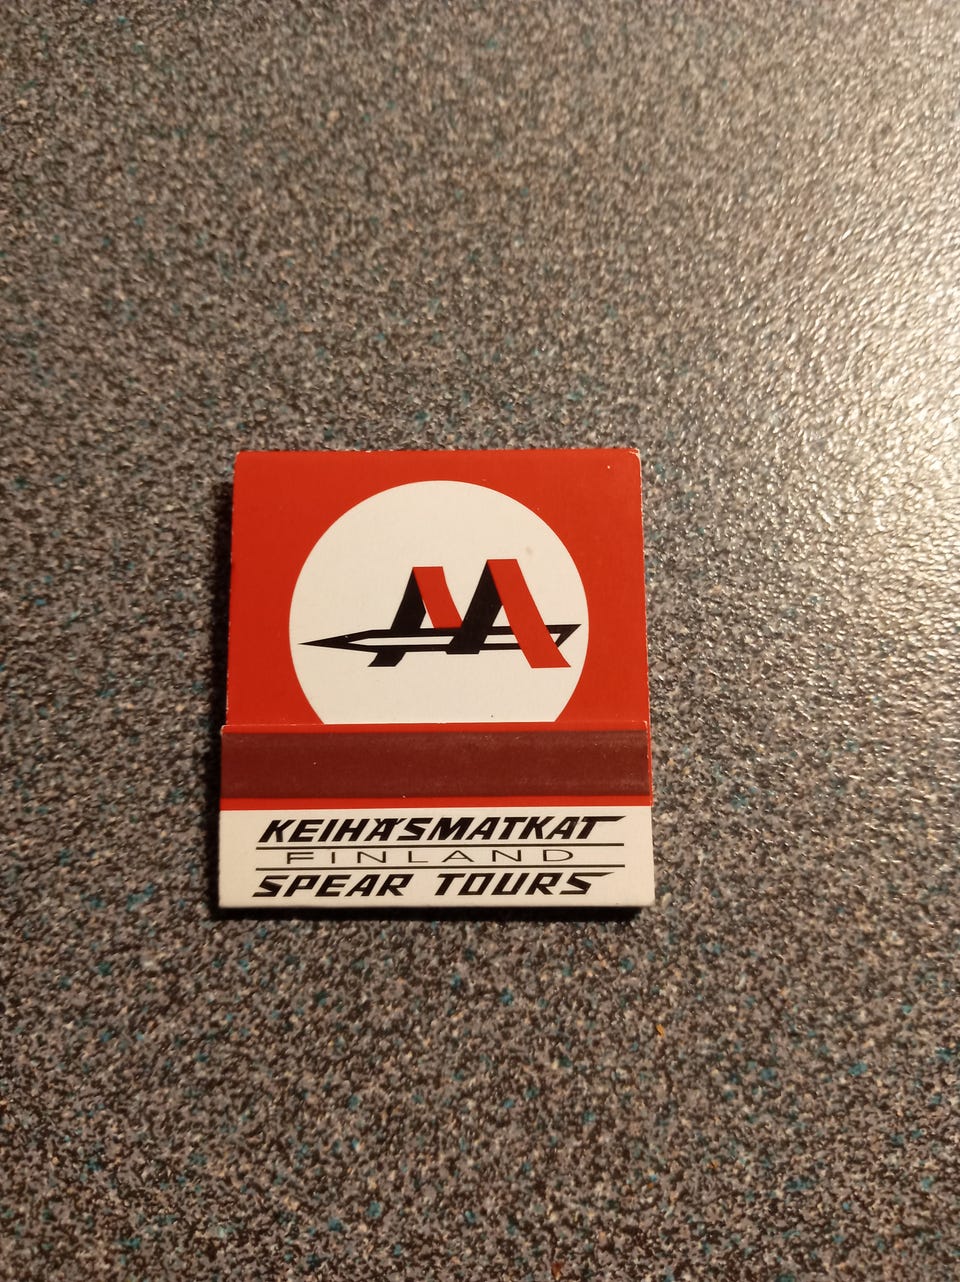 M
KEIHÄSMATKAT
FINLAND
SPEAR TOURS